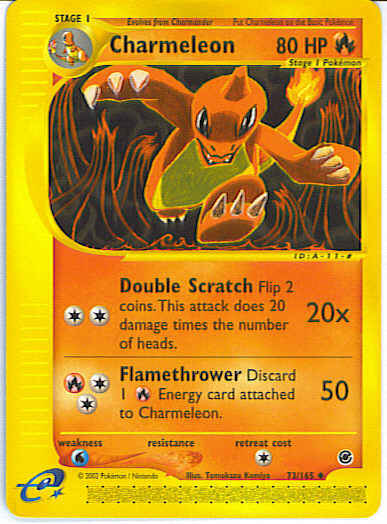 STAGE 1
Evolves from Charmander Put Charmeleon on the Basic Pokémon
Charmeleon 80 HP
Stage 1 Pokémon
ID:A-11-#
Double Scratch Flip 2
coins. This attack does 20
damage times the number
of heads.
20x
Flamethrower Discard
1 Energy card attached
to Charmeleon.
50
weakness resistance retreat cost
e
© 2002 Pokémon / Nintendo Illus. Tomokazu Komiya 73/165